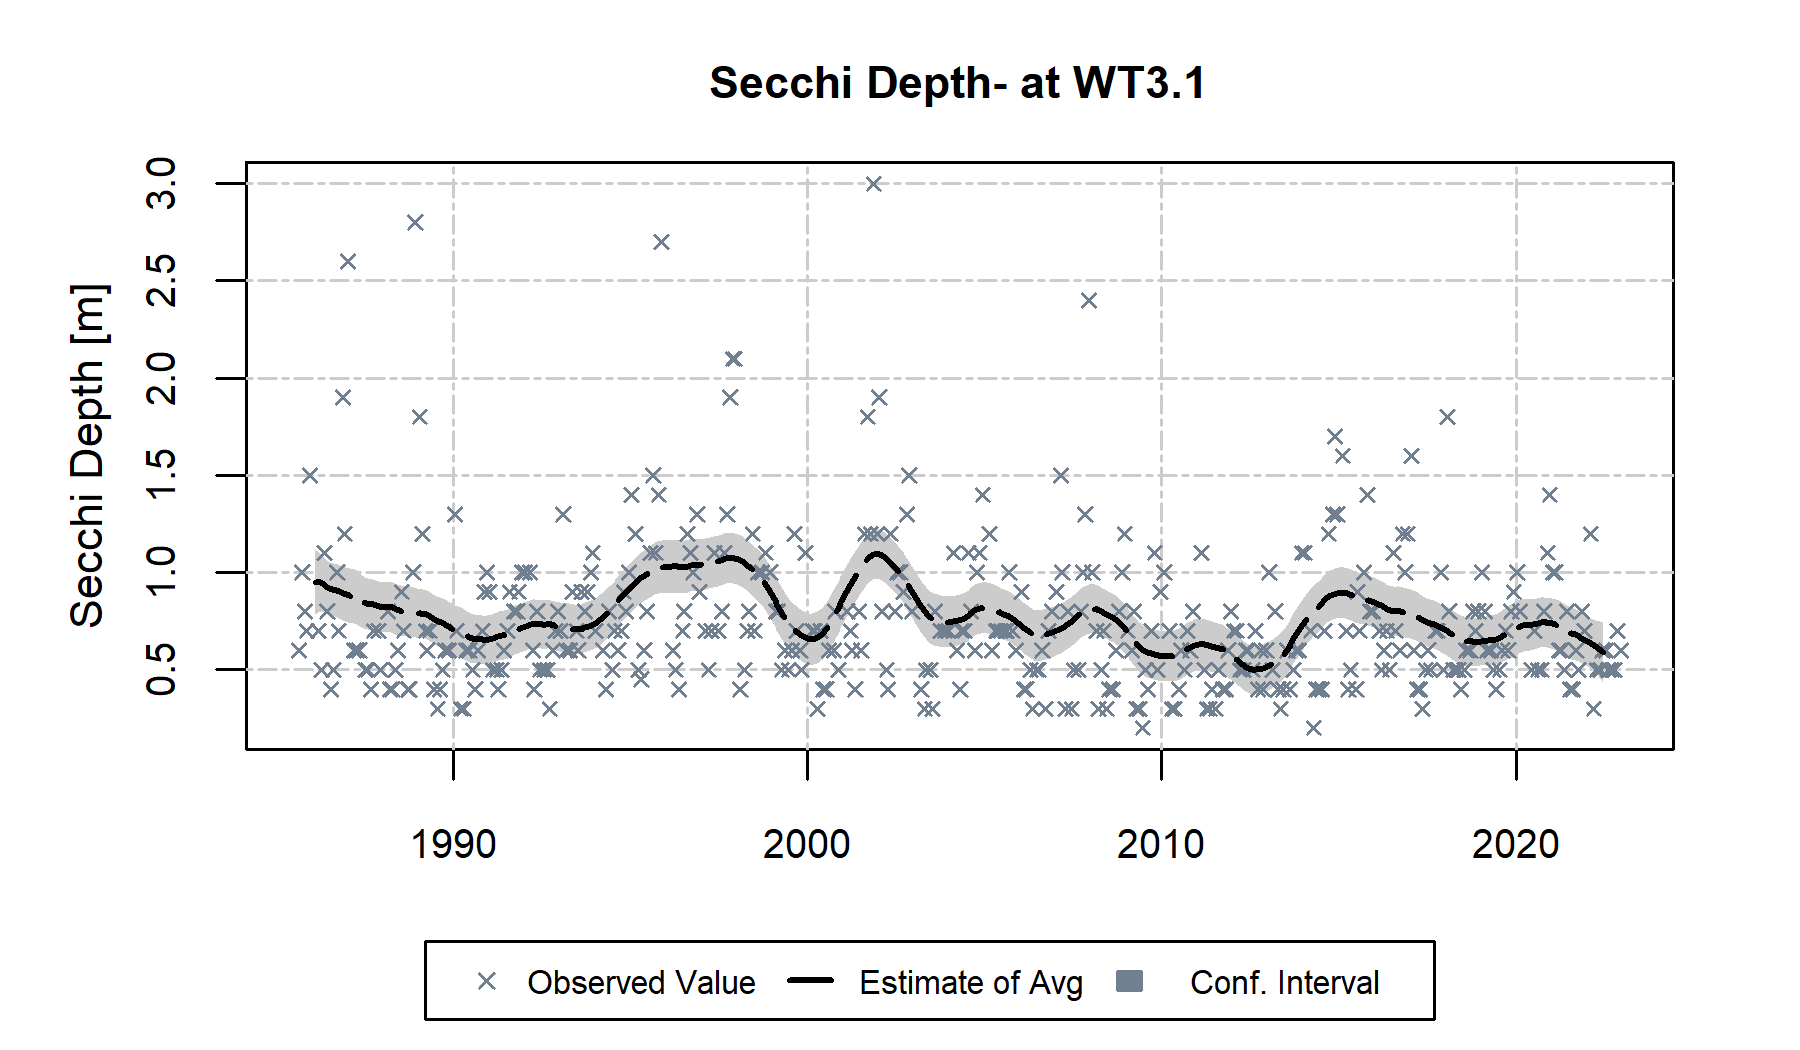 Secchi Depth- at WT3.1
Secchi Depth [m]
3.0
2.5
2.0
1.5
1.0
0.5
1990 2000 2010 2020
Observed Value Estimate of Avg Conf. Interval